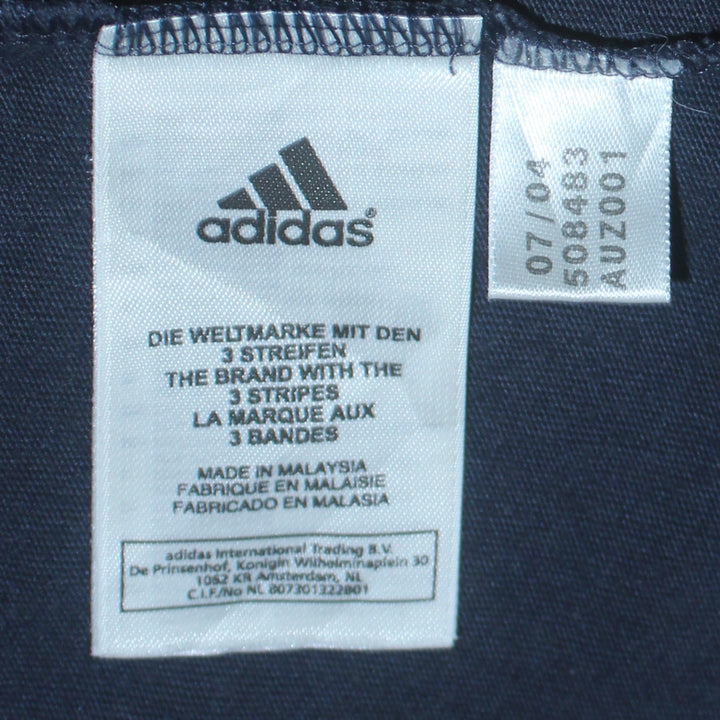 adidas®
DIE WELTMARKE MIT DEN
3 STREIFEN
THE BRAND WITH THE
3 STRIPES
LA MARQUE AUX
3 BANDES
MADE IN MALAYSIA
FABRIQUE EN MALAISIE
FABRICADO EN MALASIA
adidas International Trading B.V.
De Prinsenhof, Konigin Wilhelminaplein 30
1062 KR Amsterdam, NL
C.I.F./No NL 807301322B01
07/04
508483
AUZ001